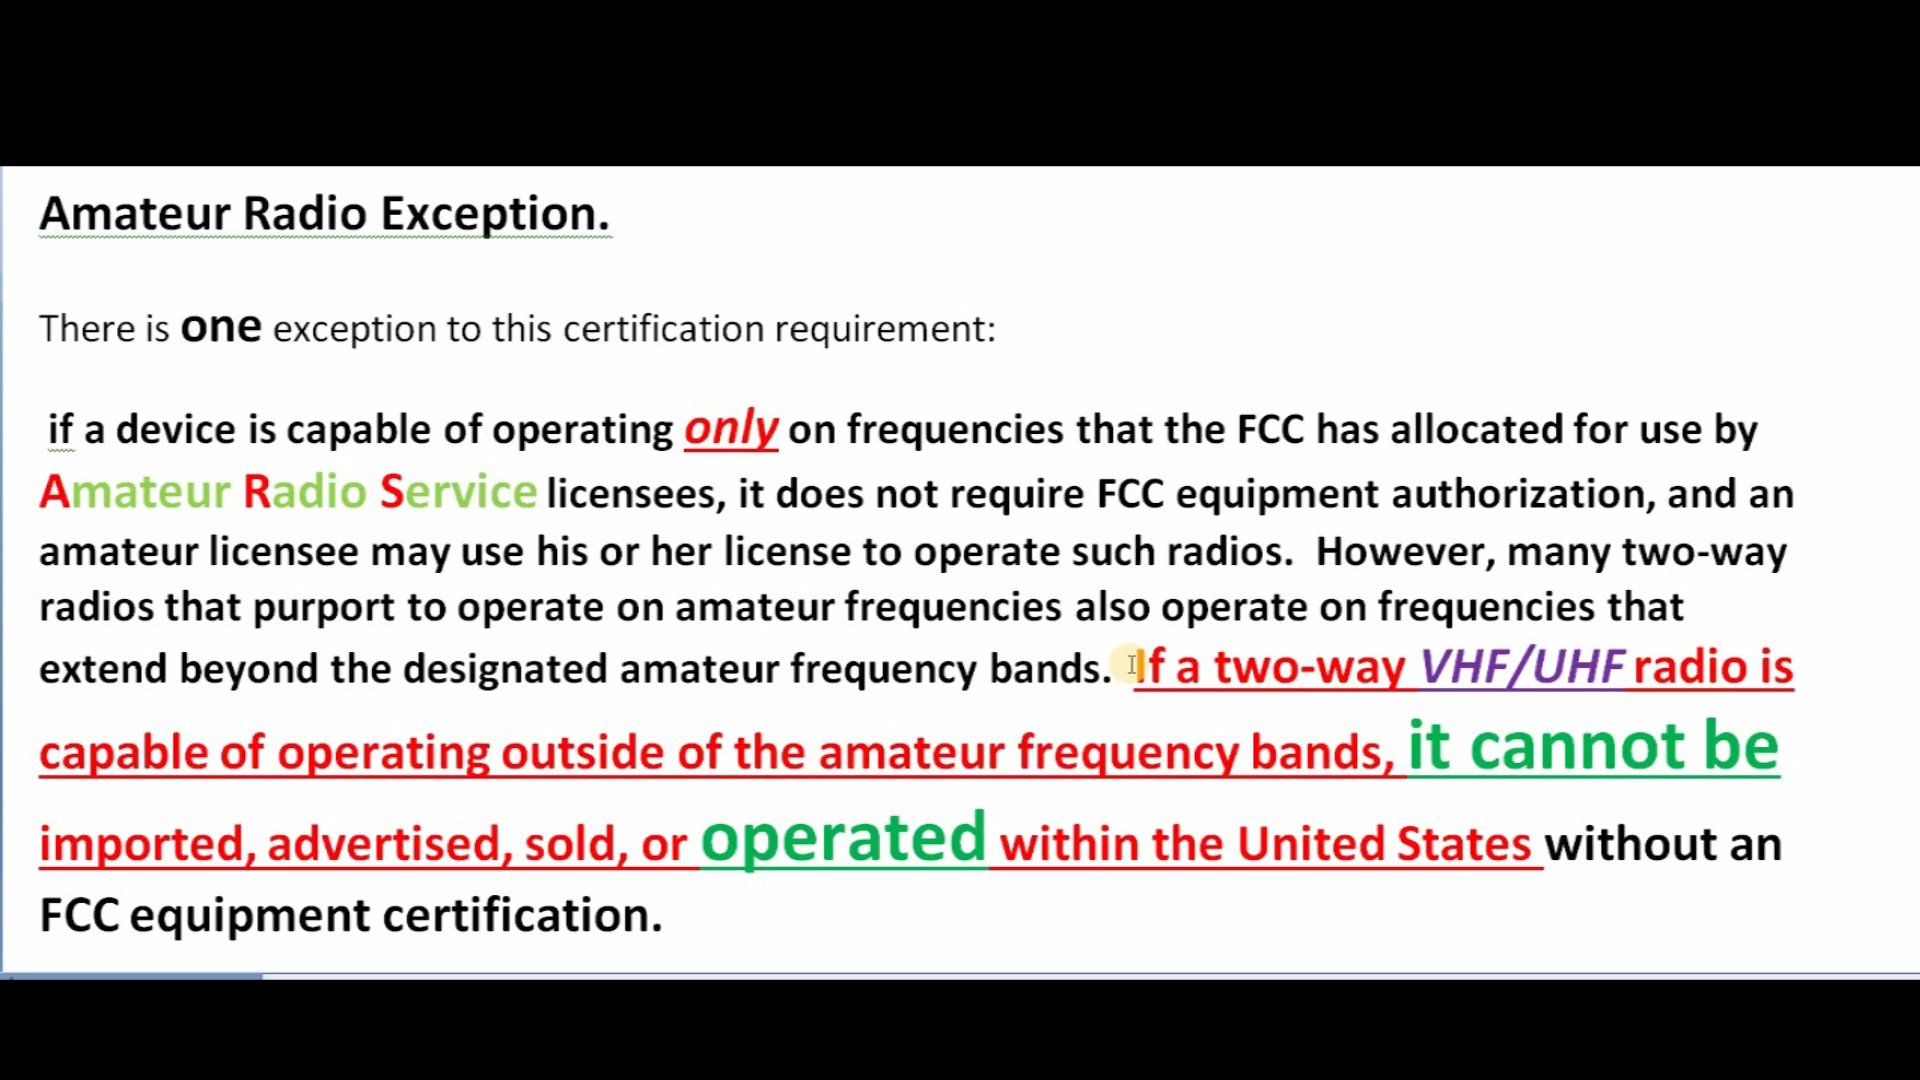 Amateur Radio Exception.
There is one exception to this certification requirement:
if a device is capable of operating only on frequencies that the FCC has allocated for use by
Amateur Radio Service licensees, it does not require FCC equipment authorization, and an
amateur licensee may use his or her license to operate such radios. However, many two-way
radios that purport to operate on amateur frequencies also operate on frequencies that
extend beyond the designated amateur frequency bands. If a two-way VHF/UHF radio is
capable of operating outside of the amateur frequency bands, it cannot be
imported, advertised, sold, or operated within the United States without an
FCC equipment certification.